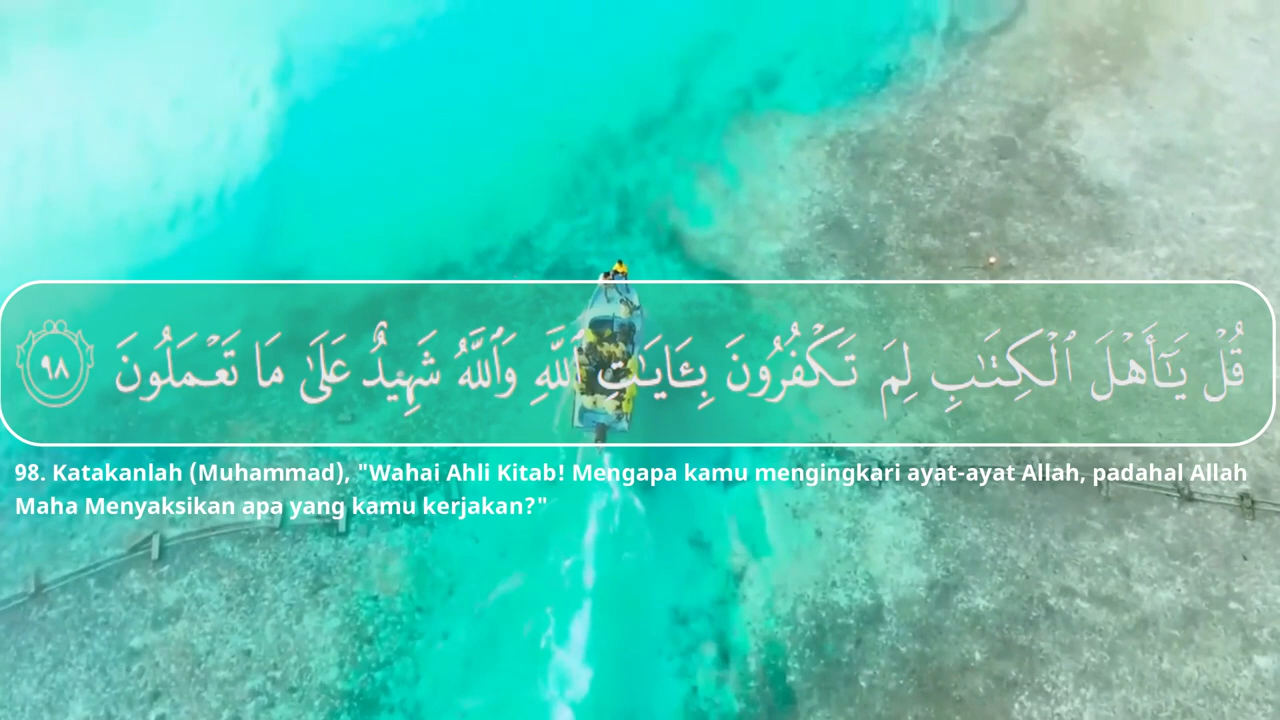 قُلْ يَـٰٓأَهْلَ ٱلْكِتَـٰبِ لِمَ تَكْفُرُونَ بِـَٔايَـٰتِ ٱللَّهِ وَٱللَّهُ شَهِيدٌ عَلَىٰ مَا تَعْمَلُونَ ٩٨
98. Katakanlah (Muhammad), "Wahai Ahli Kitab! Mengapa kamu mengingkari ayat-ayat Allah, padahal Allah
Maha Menyaksikan apa yang kamu kerjakan?"